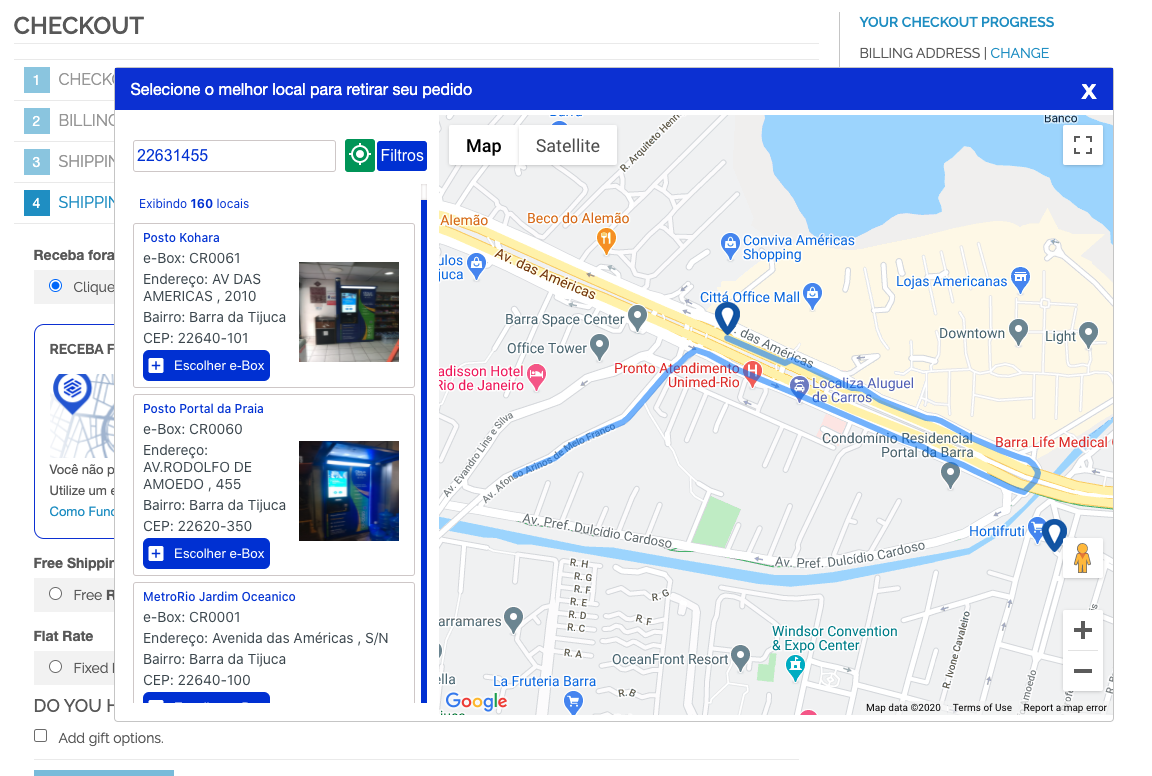 CHECKOUT
YOUR CHECKOUT PROGRESS
BILLING ADDRESS | CHANGE
1 CHECKO
2 BILLING
3 SHIPPIN
4 SHIPPIN
Receba fora
Clique
RECEBA F
Você não p
Utilize um e
Como Func
Free Shippin
Free R
Flat Rate
Fixed
DO YOU H
Add gift options.
Selecione o melhor local para retirar seu pedido
X
22631455
Filtros
Exibindo 160 locais
Posto Kohara
e-Box: CR0061
Endereço: AV DAS
AMERICAS , 2010
Bairro: Barra da Tijuca
CEP: 22640-101
Escolher e-Box
Posto Portal da Praia
e-Box: CR0060
Endereço:
AV.RODOLFO DE
AMOEDO , 455
Bairro: Barra da Tijuca
CEP: 22620-350
Escolher e-Box
MetroRio Jardim Oceanico
e-Box: CR0001
Endereço: Avenida das Américas , S/N
Bairro: Barra da Tijuca
CEP: 22640-100
Map
Satellite
Banco
R. Arquiteto Henr
Alemão
Beco do Alemão
Conviva Américas
Shopping
ulos
juca
Av. das Américas
Lojas Americanas
Cittá Office Mall
Barra Space Center
. das Américas
Downtown
Light
Office Tower
adisson Hotel
Rio de Janeiro
Pronto Atendimento
Unimed-Rio
Localiza Aluguel
de Carros
Av. Evandro Lins e Silva
Av. Afonso Arinos de Melo Franco
Condomínio Residencial
Portal da Barra
Barra Life Medical
Av. Pref. Dulcídio Cardoso
Av. Pref. Dulcídio Cardoso
Hortifruti
R. H
R. G
R. F
R. E
R. D
R. C
R. A
R. G
R. F
R. B
arramares
Windsor Convention
& Expo Center
OceanFront Resort
R. Ivone Cavaleiro
moedo
lla
La Fruteria Barra
Google
Map data ©2020
Terms of Use
Report a map error